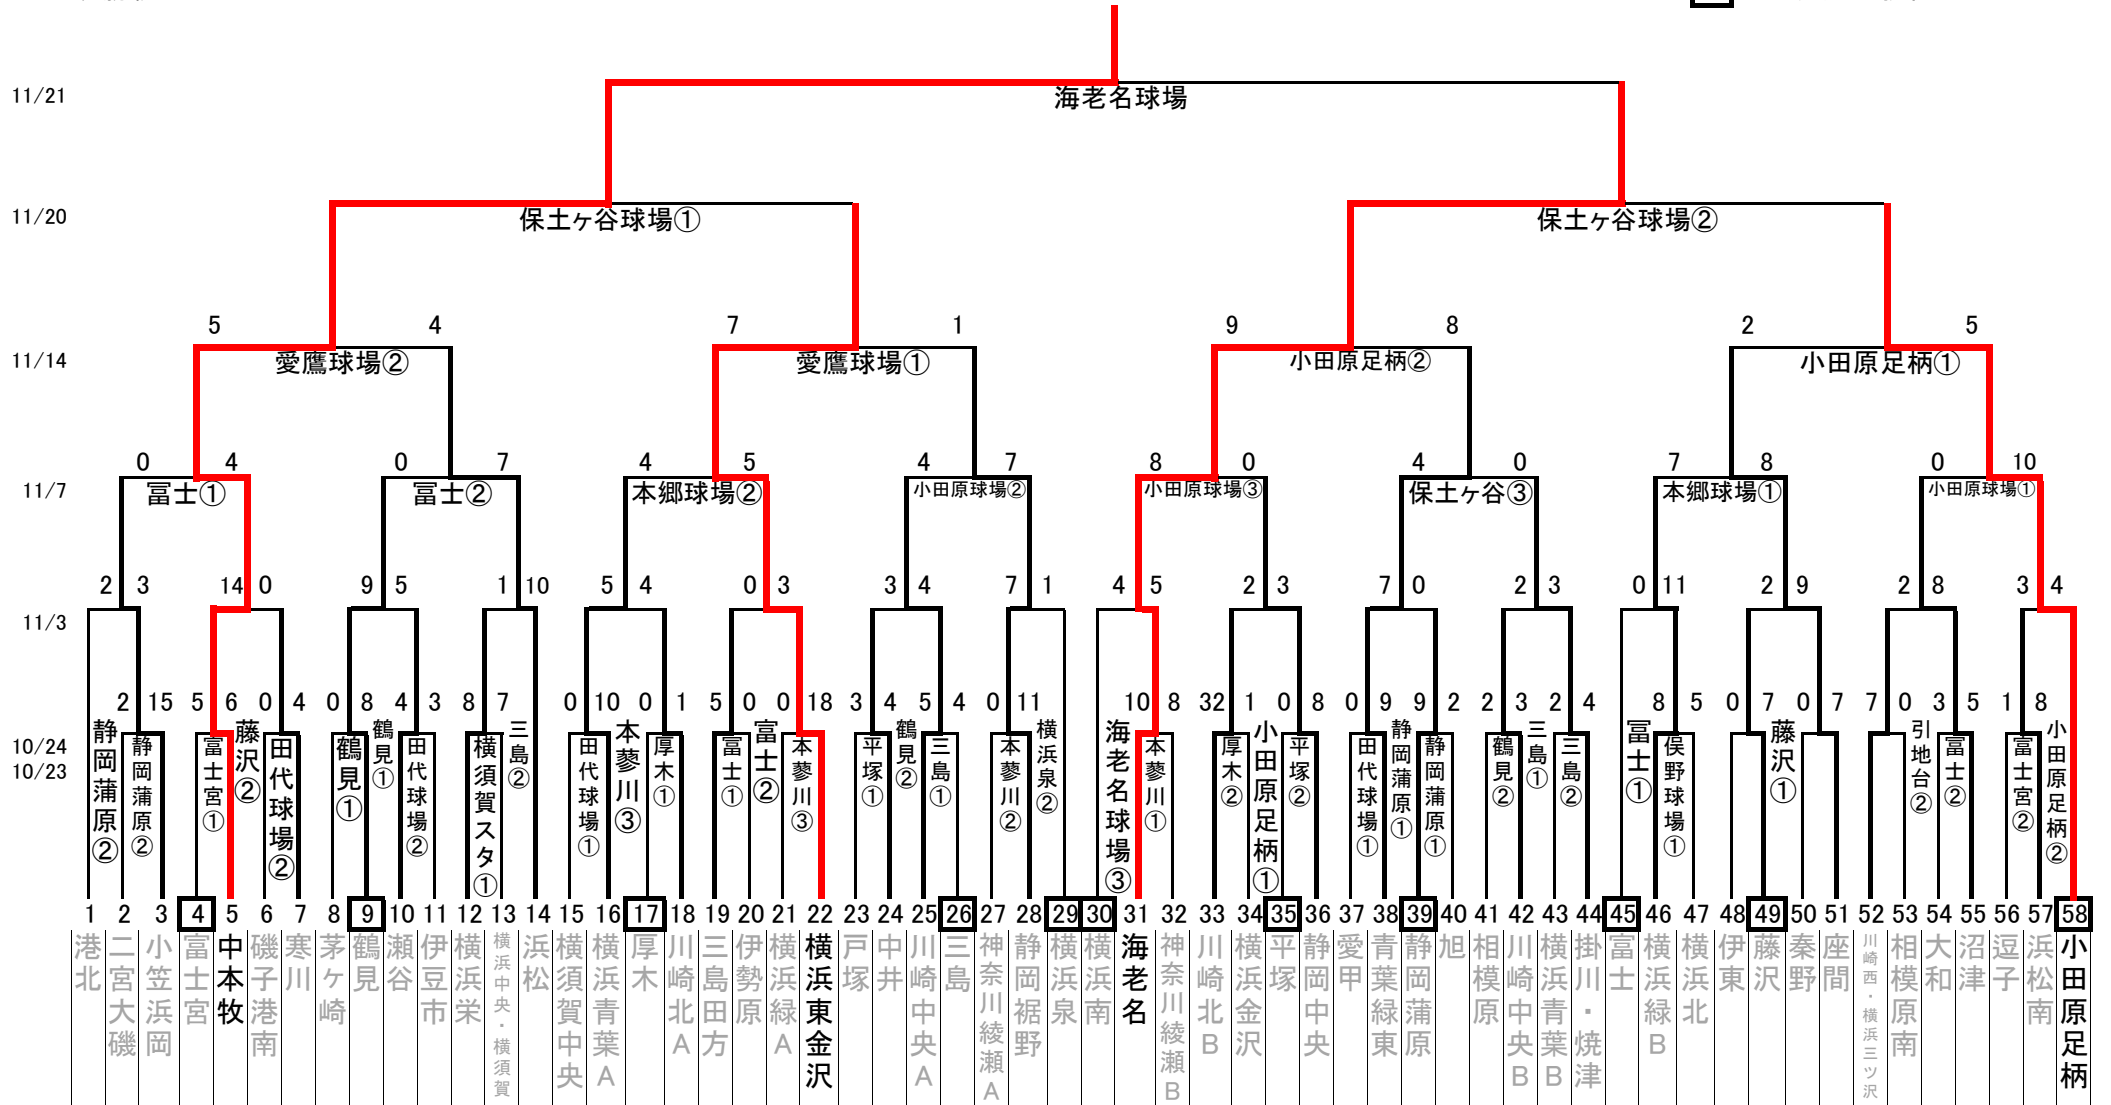 11/21
海老名球場
11/20
保土ヶ谷球場①
保土ヶ谷球場②
5 4 7 1 9 8 2 5
11/14
愛鷹球場② 愛鷹球場① 小田原足柄② 小田原足柄①
0 4 0 7 4 5 4 7 8 0 4 0 7 8 0 10
11/7
冨士① 冨士② 本郷球場② 小田原球場② 小田原球場③ 保土ヶ谷③ 本郷球場① 小田原球場①
2 3 14 0 9 5 1 10 5 4 0 3 3 4 7 1 4 5 2 3 7 0 2 3 0 11 2 9 2 8 3 4
11/3
2 15 5 6 0 4 0 8 4 3 8 7 0 10 0 1 5 0 0 18 3 4 5 4 0 11 10 8 32 1 0 8 0 9 9 2 2 3 2 4 8 5 0 7 0 7 7 0 3 5 1 8
10/24
10/23
静岡蒲原②
静岡蒲原②
富士宮①
藤沢②
田代球場②
鶴見①
鶴見①
田代球場②
横須賀スタ①
三島②
田代球場①
本蓼川③
厚木①
冨士①
冨士②
本蓼川③
平塚①
鶴見②
三島①
本蓼川②
横浜泉②
海老名球場③
本蓼川①
厚木②
小田原足柄①
平塚②
田代球場①
静岡蒲原①
静岡蒲原①
鶴見②
三島①
三島②
冨士①
俣野球場①
藤沢①
引地台②
冨士②
富士宮②
小田原足柄②
1 2 3 4 5 6 7 8 9 10 11 12 13 14 15 16 17 18 19 20 21 22 23 24 25 26 27 28 29 30 31 32 33 34 35 36 37 38 39 40 41 42 43 44 45 46 47 48 49 50 51 52 53 54 55 56 57 58
港北
二宮大磯
小笠浜岡
富士宮
中本牧
磯子港南
寒川
茅ヶ崎
鶴見
瀬谷
伊豆市
横浜栄
横浜中央・横須賀
浜松
横須賀中央
横浜青葉A
厚木
川崎北A
三島田方
伊勢原
横浜緑A
横浜東金沢
戸塚
中井
川崎中央A
三島
神奈川綾瀬A
静岡裾野
横浜泉
横浜南
海老名
神奈川綾瀬B
川崎北B
横浜金沢
平塚
静岡中央
愛甲
青葉緑東
静岡蒲原
旭
相模原
川崎中央B
横浜青葉B
掛川・焼津
富士
横浜緑B
横浜北
伊東
藤沢
秦野
座間
川崎西・横浜三ツ沢
相模原南
大和
沼津
逗子
浜松南
小田原足柄